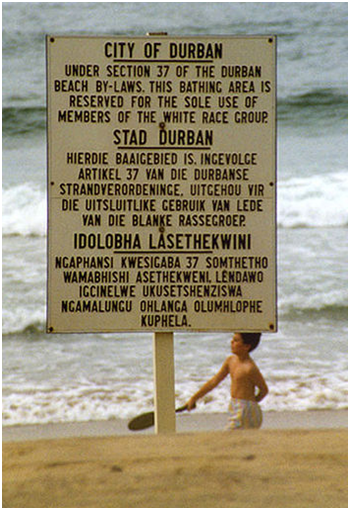 CITY OF DURBAN
UNDER SECTION 37 OF THE DURBAN
BEACH BY-LAWS. THIS BATHING AREA IS
RESERVED FOR THE SOLE USE OF
MEMBERS OF THE WHITE RACE GROUP.
STAD DURBAN
HIERDIE BAAIGEBIED IS. INGEVOLGE
ARTIKEL 37 VAN DIE DURBANSE
STRANDVERORDENINGE, UITGEHOU VIR
DIE UITSLUITLIKE GEBRUIK VAN LEDE
VAN DIE BLANKE RASSEGROEP.
IDOLOBHA LASETHEKWINI
NGAPHANSI KWESIGABA 37 SOMTHETHO
WAMABHISHI ASETHEKWENI, LENDAWO
IGCINELWE UKUSETSHENZISWA
NGAMALUNGU OHLANGA OLUMHLOPHE
KUPHELA.